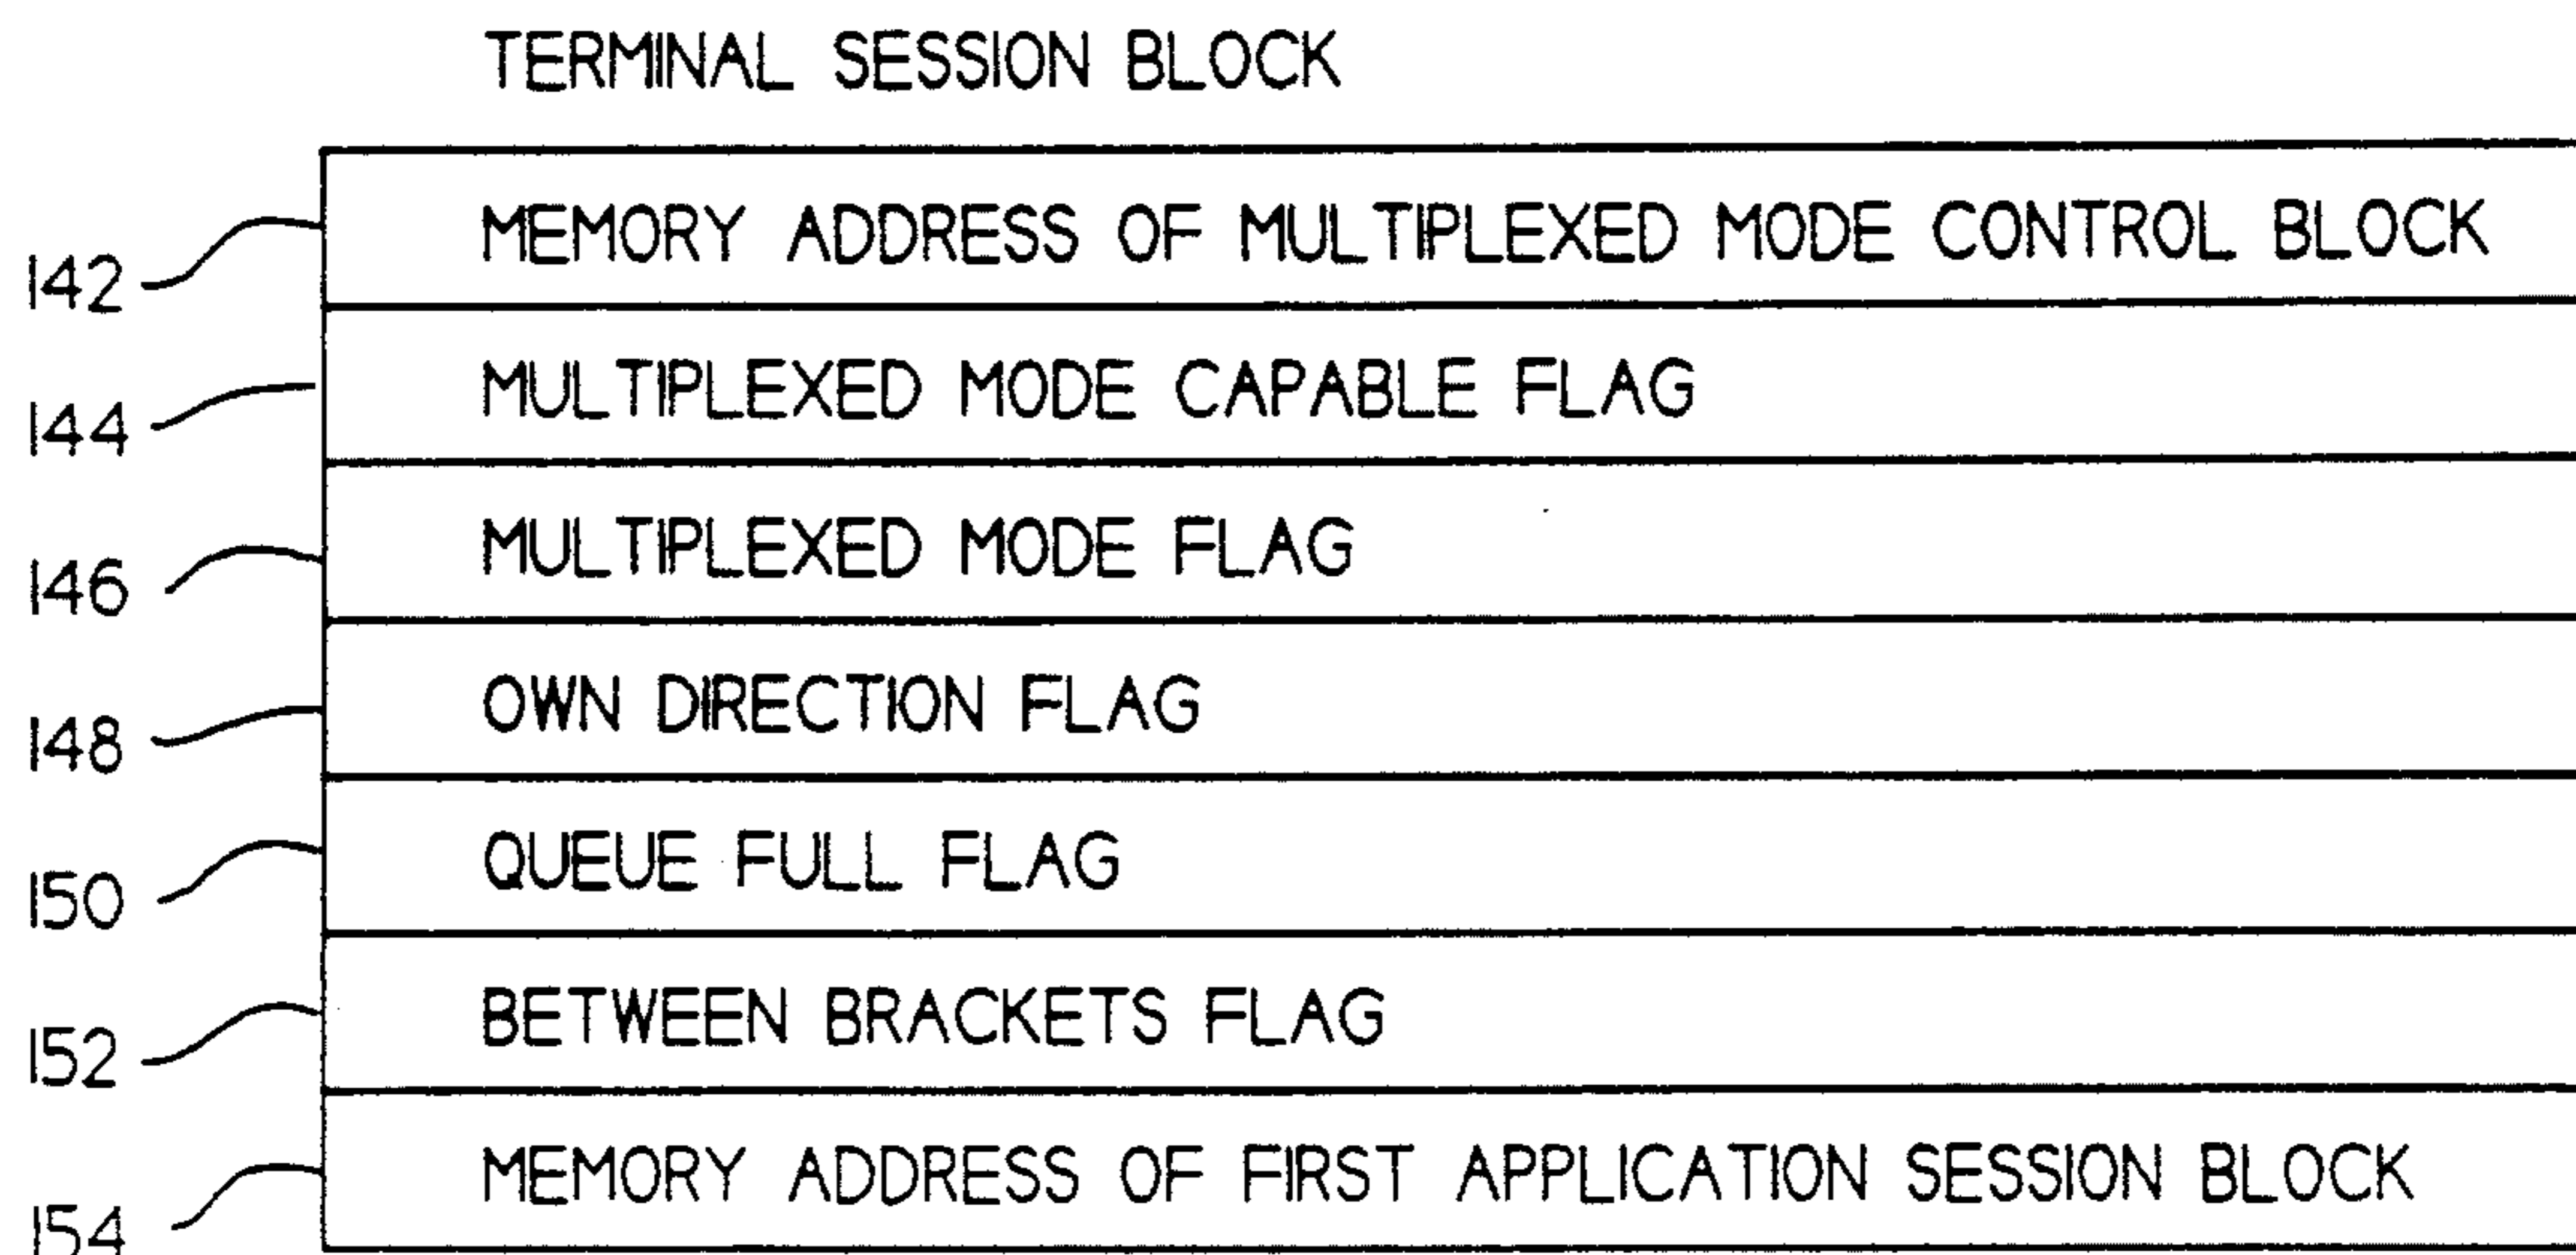 TERMINAL SESSION BLOCK
142 MEMORY ADDRESS OF MULTIPLEXED MODE CONTROL BLOCK
144 MULTIPLEXED MODE CAPABLE FLAG
146 MULTIPLEXED MODE FLAG
148 OWN DIRECTION FLAG
150 QUEUE FULL FLAG
152 BETWEEN BRACKETS FLAG
154 MEMORY ADDRESS OF FIRST APPLICATION SESSION BLOCK